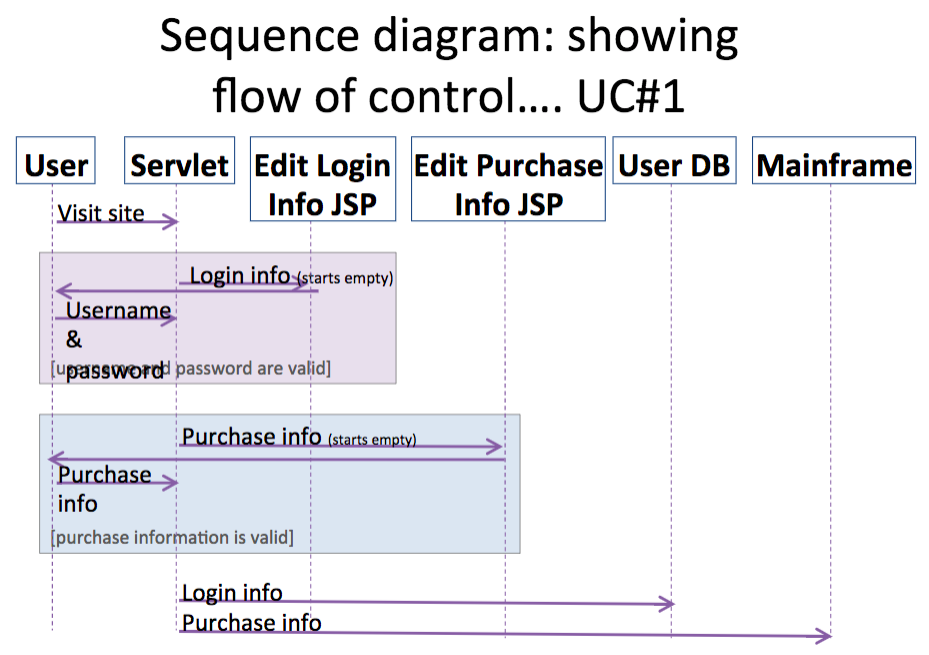 Sequence diagram: showing
flow of control.... UC#1
User
Servlet
Edit Login
Info JSP
Edit Purchase
Info JSP
User DB
Mainframe
Visit site
Login info (starts empty)
Username
&
password
[username and password are valid]
Purchase info (starts empty)
Purchase
info
[purchase information is valid]
Login info
Purchase info